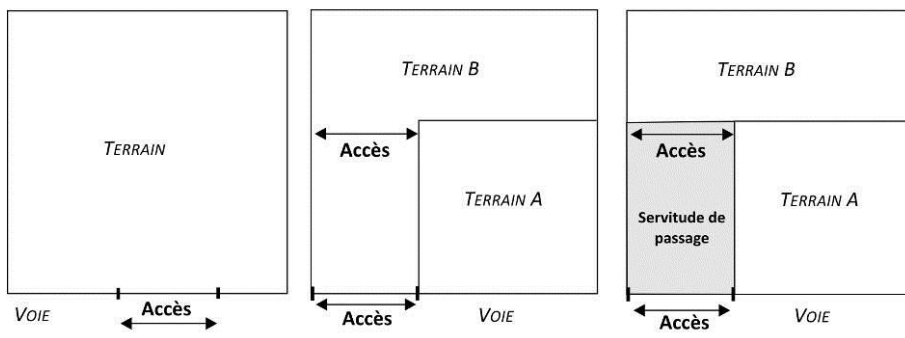 TERRAIN
VOIE
Accès
TERRAIN B
Accès
TERRAIN A
Accès
VOIE
TERRAIN B
Accès
TERRAIN A
Servitude de
passage
Accès
VOIE